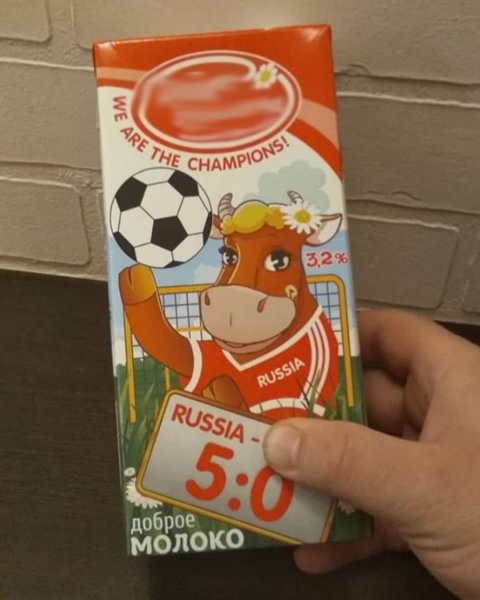 WE ARE THE CHAMPIONS!
3,2%
RUSSIA
RUSSIA -
5:0
доброе
молоко